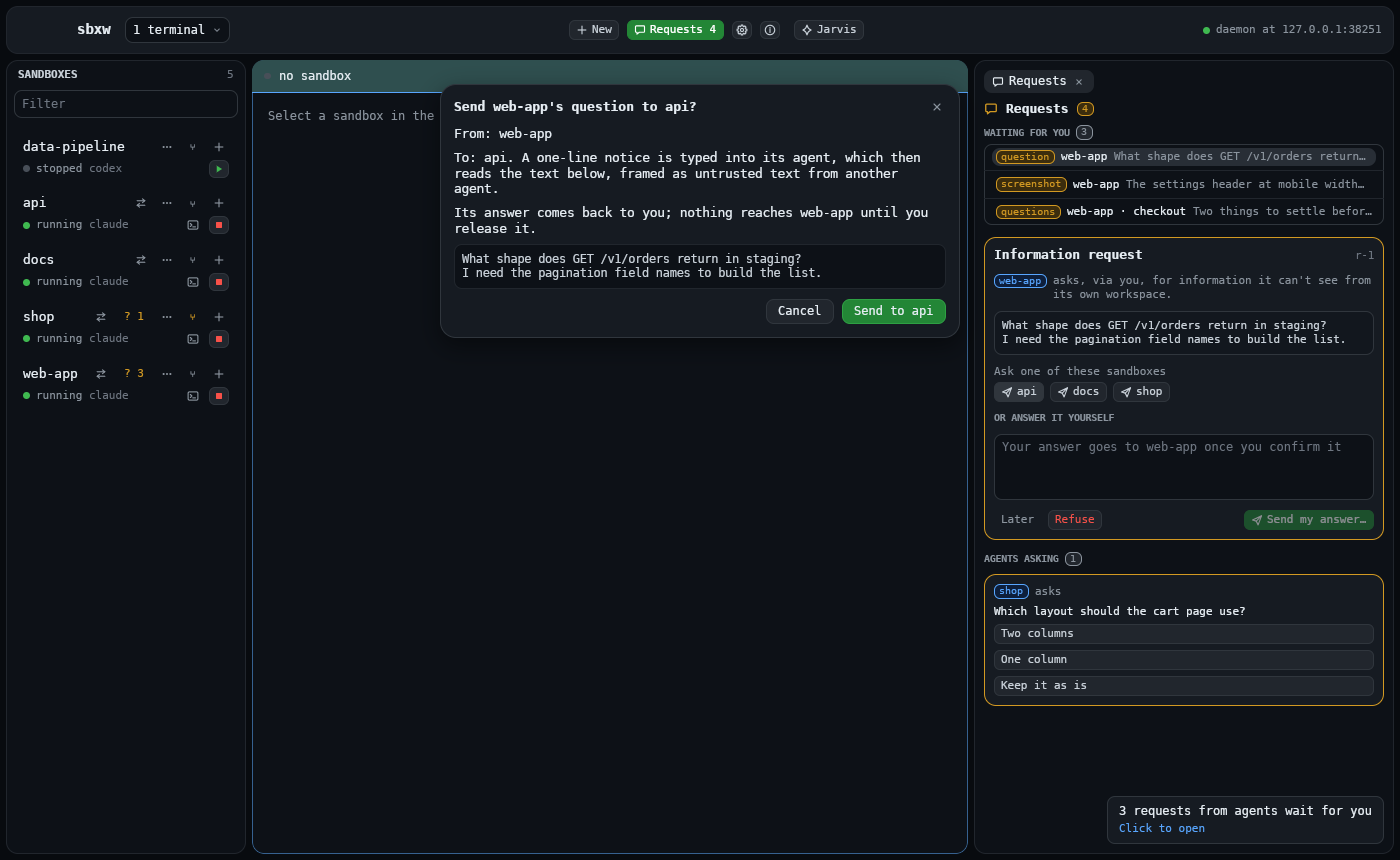 sbxw
1 terminal
New
Requests 4
Jarvis
daemon at 127.0.0.1:38251
SANDBOXES 5
Filter
data-pipeline
stopped codex
api
running claude
docs
running claude
shop ? 1
running claude
web-app ? 3
running claude
no sandbox
Select a sandbox in the
Send web-app's question to api?
From: web-app
To: api. A one-line notice is typed into its agent, which then
reads the text below, framed as untrusted text from another
agent.
Its answer comes back to you; nothing reaches web-app until you
release it.
What shape does GET /v1/orders return in staging?
I need the pagination field names to build the list.
Cancel
Send to api
Requests
Requests 4
WAITING FOR YOU 3
question web-app What shape does GET /v1/orders return…
screenshot web-app The settings header at mobile width…
questions web-app · checkout Two things to settle befor…
Information request r-1
web-app asks, via you, for information it can't see from
its own workspace.
What shape does GET /v1/orders return in staging?
I need the pagination field names to build the list.
Ask one of these sandboxes
api
docs
shop
OR ANSWER IT YOURSELF
Your answer goes to web-app once you confirm it
Later
Refuse
Send my answer…
AGENTS ASKING 1
shop asks
Which layout should the cart page use?
Two columns
One column
Keep it as is
3 requests from agents wait for you
Click to open